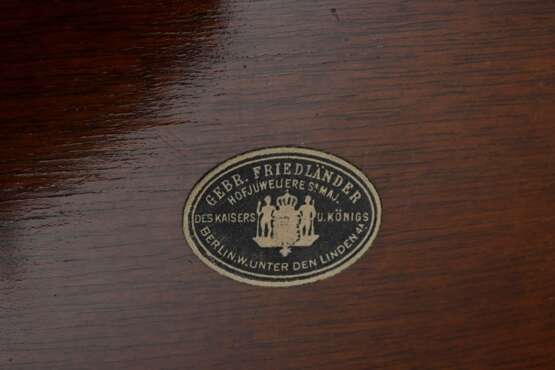 GEBR. FRIEDLÄNDER
HOFJUWELIERE Sr MAJ.
DES KAISERS U. KÖNIGS
BERLIN.W.UNTER DEN LINDEN 4A